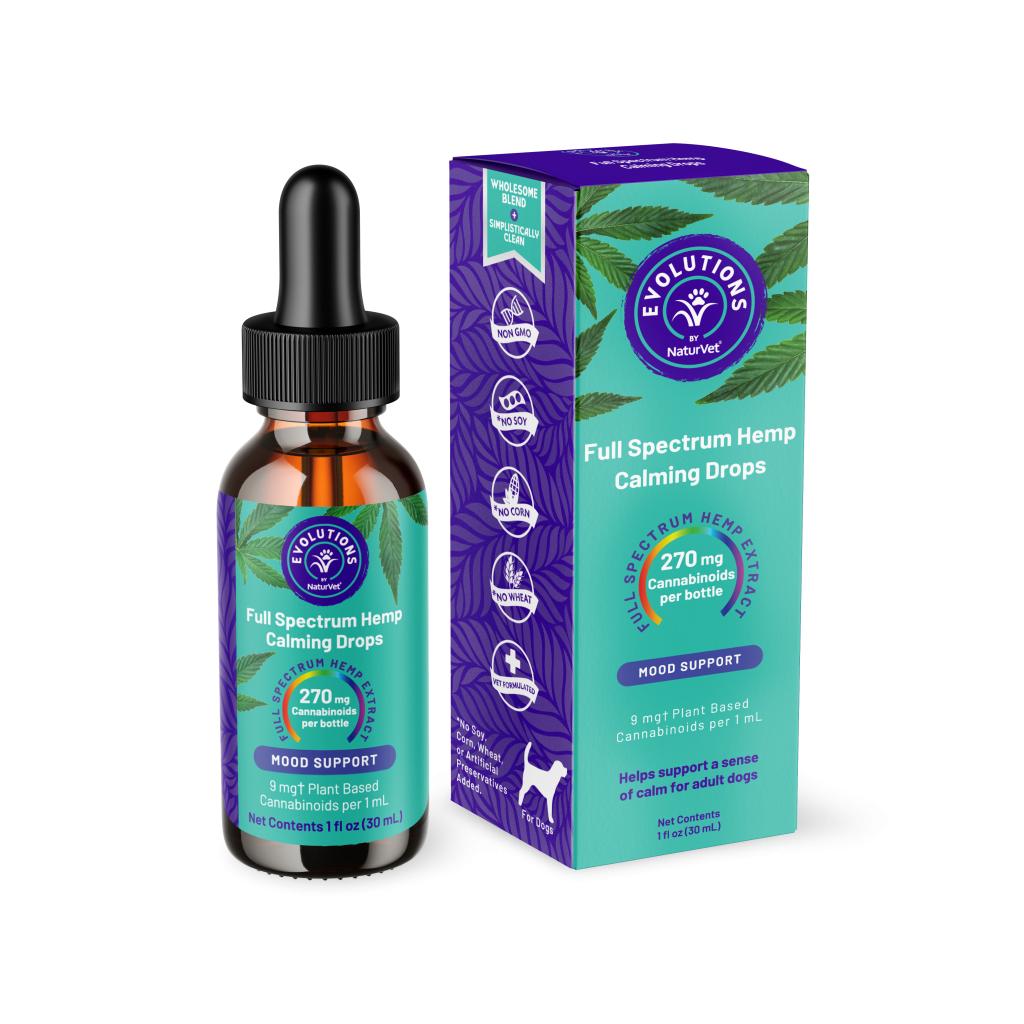 EVOLUTIONS
BY
NaturVet®
Full Spectrum Hemp
Calming Drops
FULL SPECTRUM HEMP EXTRACT
270 mg
Cannabinoids
per bottle
MOOD SUPPORT
9 mg† Plant Based
Cannabinoids per 1 mL
Net Contents 1 fl oz (30 mL)
Full Spectrum Hemp
Calming Drops
WHOLESOME
BLEND
+
SIMPLISTICALLY
CLEAN
NON GMO
*NO SOY
*NO CORN
*NO WHEAT
VET FORMULATED
*No Soy,
Corn, Wheat,
or Artificial
Preservatives
Added.
For Dogs
EVOLUTIONS
BY
NaturVet®
Full Spectrum Hemp
Calming Drops
FULL SPECTRUM HEMP EXTRACT
270 mg
Cannabinoids
per bottle
MOOD SUPPORT
9 mg† Plant Based
Cannabinoids per 1 mL
Helps support a sense
of calm for adult dogs
Net Contents
1 fl oz (30 mL)